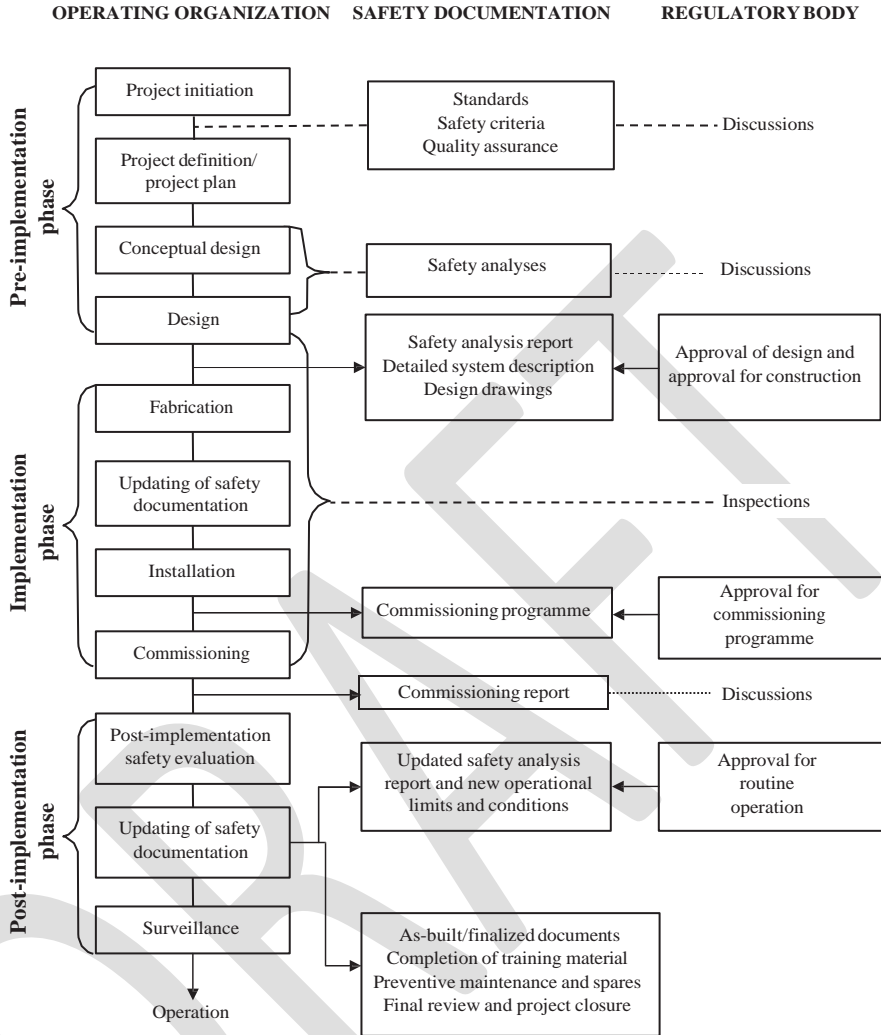 OPERATING ORGANIZATION SAFETY DOCUMENTATION REGULATORY BODY
Pre-implementation
phase
Project initiation
Standards
Safety criteria
Quality assurance
Discussions
Project definition/
project plan
Conceptual design
Safety analyses
Discussions
Design
Safety analysis report
Detailed system description
Design drawings
Approval of design and
approval for construction
Implementation
phase
Fabrication
Updating of safety
documentation
Inspections
Installation
Commissioning programme
Approval for
commissioning
programme
Commissioning
Commissioning report
Discussions
Post-implementation
phase
Post-implementation
safety evaluation
Updated safety analysis
report and new operational
limits and conditions
Approval for
routine
operation
Updating of safety
documentation
Surveillance
As-built/finalized documents
Completion of training material
Preventive maintenance and spares
Final review and project closure
Operation
DRAFT